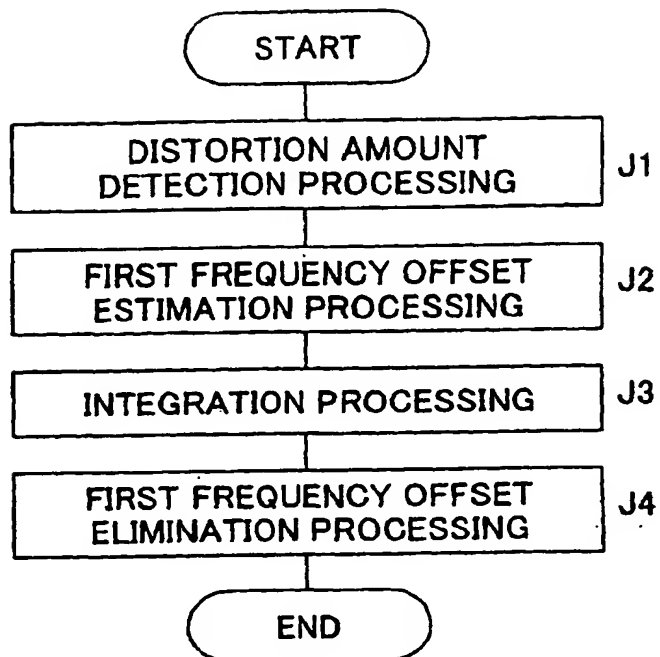 START
DISTORTION AMOUNT
DETECTION PROCESSING
J1
FIRST FREQUENCY OFFSET
ESTIMATION PROCESSING
J2
INTEGRATION PROCESSING
J3
FIRST FREQUENCY OFFSET
ELIMINATION PROCESSING
J4
END